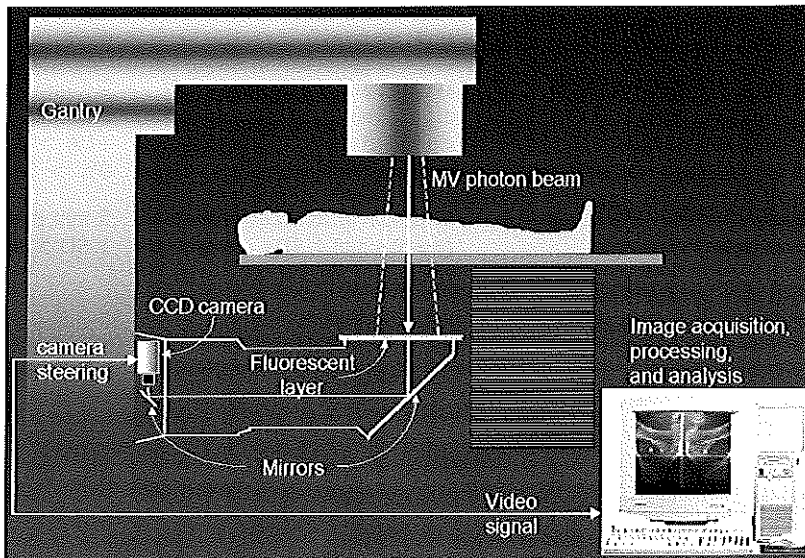 Gantry
MV photon beam
CCD camera
camera
steering
Fluorescent
layer
Image acquisition,
processing,
and analysis
Mirrors
Video
signal